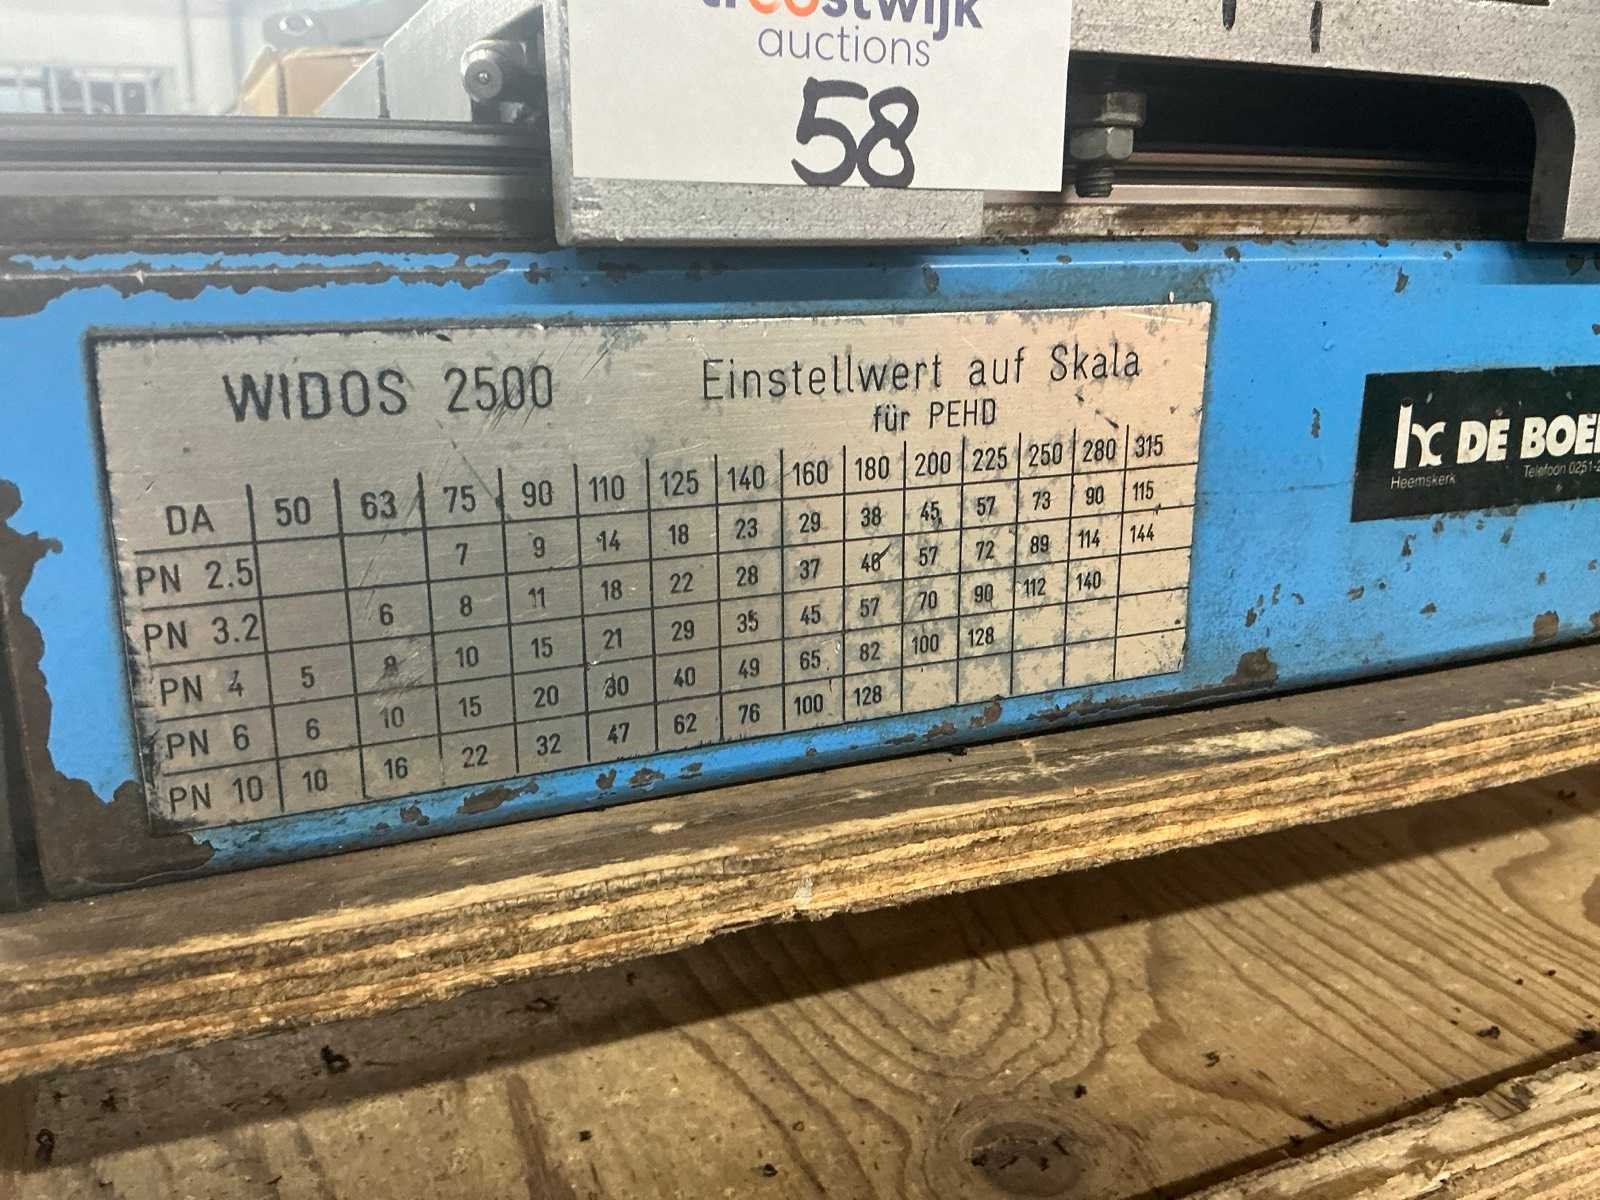 auctions
58
WIDOS 2500
Einstellwert auf Skala
für PEHD
DA 50 63 75 90 110 125 140 160 180 200 225 250 280 315
PN 2.5 7 9 14 18 23 29 38 45 57 73 90 115
PN 3.2 6 8 11 18 22 28 37 46 57 72 89 114 144
PN 4 5 8 10 15 21 29 35 45 57 70 90 112 140
PN 6 6 10 15 20 30 40 49 65 82 100 128
PN 10 10 16 22 32 47 62 76 100 128
DE
Heemskerk Telefoon